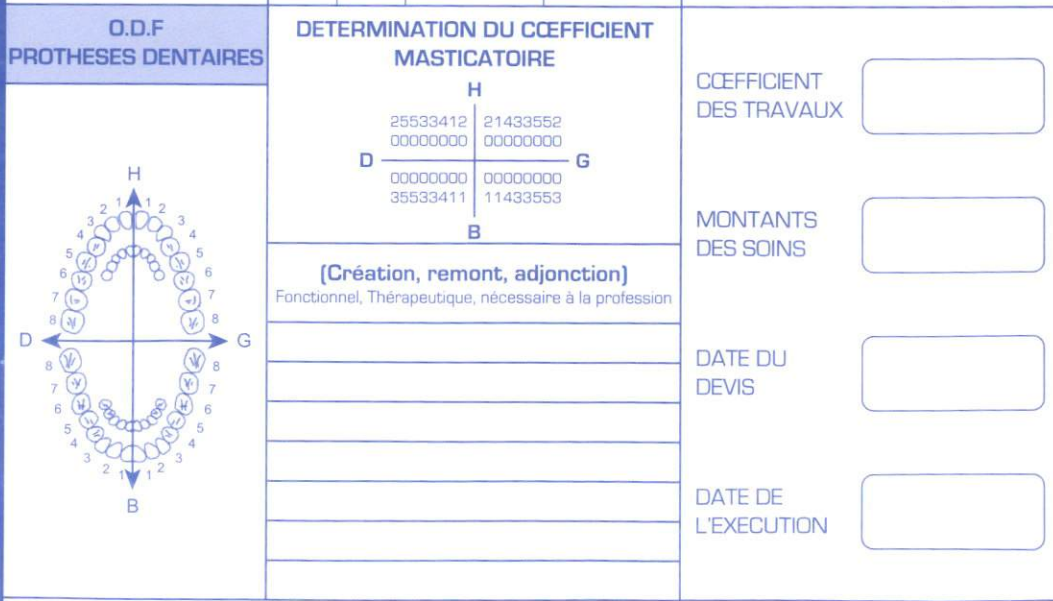 O.D.F
PROTHESES DENTAIRES
H
1 1
2 2
3 3
4 4
5 5
6 6
7 7
8 8
D G
8 8
7 7
6 6
5 5
4 4
3 3
2 2
1 1
B
DETERMINATION DU CŒFFICIENT
MASTICATOIRE
H
25533412 21433552
00000000 00000000
D G
00000000 00000000
35533411 11433553
B
(Création, remont, adjonction)
Fonctionnel, Thérapeutique, nécessaire à la profession
CŒFFICIENT
DES TRAVAUX
MONTANTS
DES SOINS
DATE DU
DEVIS
DATE DE
L'EXECUTION